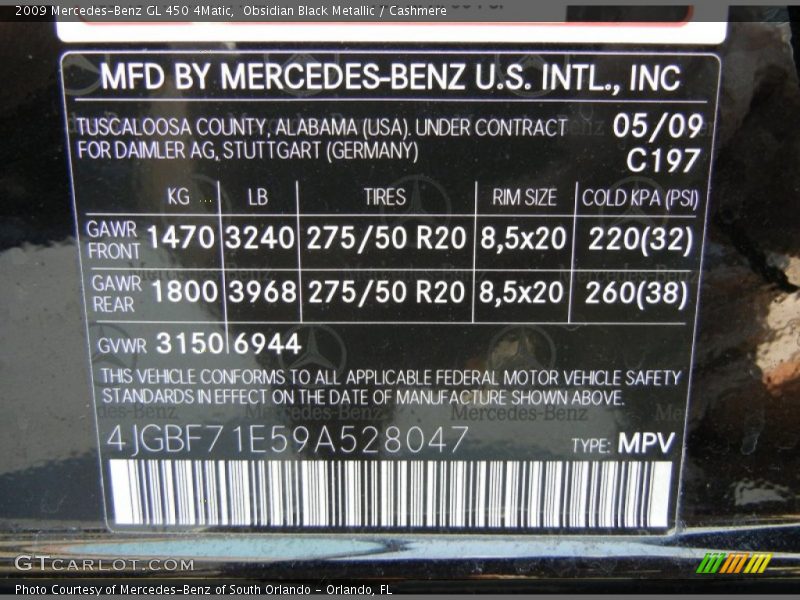 2009 Mercedes-Benz GL 450 4Matic, Obsidian Black Metallic / Cashmere
MFD BY MERCEDES-BENZ U.S. INTL., INC
TUSCALOOSA COUNTY, ALABAMA (USA). UNDER CONTRACT 05/09
FOR DAIMLER AG, STUTTGART (GERMANY) C197
KG LB TIRES RIM SIZE COLD KPA (PSI)
GAWR FRONT 1470 3240 275/50 R20 8,5x20 220(32)
GAWR REAR 1800 3968 275/50 R20 8,5x20 260(38)
GVWR 3150 6944
THIS VEHICLE CONFORMS TO ALL APPLICABLE FEDERAL MOTOR VEHICLE SAFETY
STANDARDS IN EFFECT ON THE DATE OF MANUFACTURE SHOWN ABOVE.
4JGBF71E59A528047 TYPE: MPV
GTCARLOT.COM
Photo Courtesy of Mercedes-Benz of South Orlando - Orlando, FL